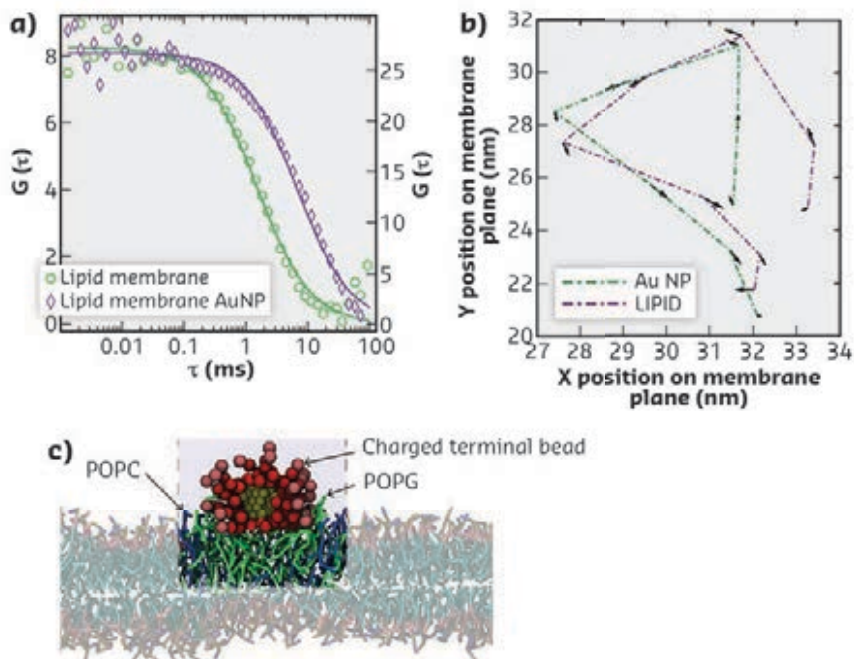 a)
8
6
4
2
0
G (τ)
25
20
15
10
5
0
G (τ)
Lipid membrane
Lipid membrane AuNP
0.01
0.1
1
10
100
τ (ms)
b)
32
30
28
26
24
22
20
Y position on membrane
plane (nm)
Au NP
LIPID
27
28
29
30
31
32
33
34
X position on membrane
plane (nm)
c)
POPC
Charged terminal bead
POPG